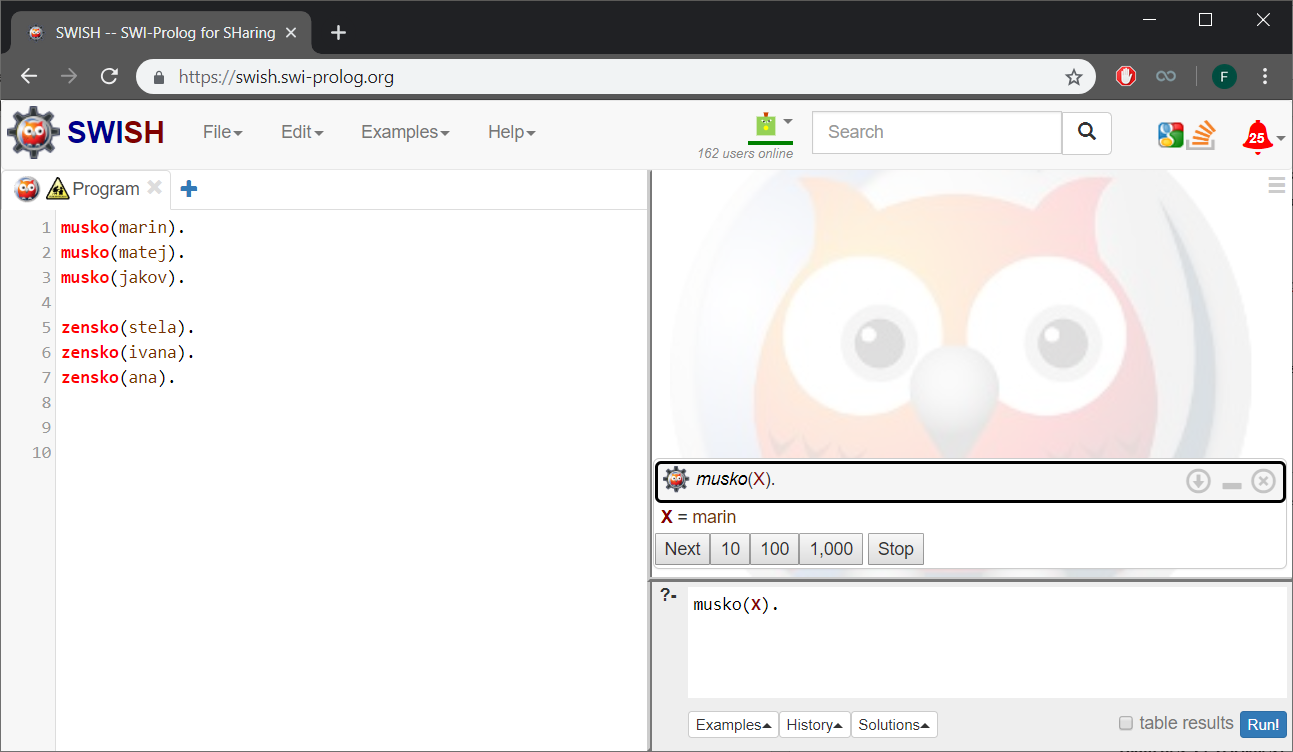 SWISH -- SWI-Prolog for SHaring
https://swish.swi-prolog.org
F
SWISH File Edit Examples Help
162 users online
Search
25
Program
1 musko(marin).
2 musko(matej).
3 musko(jakov).
4
5 zensko(stela).
6 zensko(ivana).
7 zensko(ana).
8
9
10
musko(X).
X = marin
Next 10 100 1,000 Stop
?- musko(X).
Examples History Solutions
table results Run!